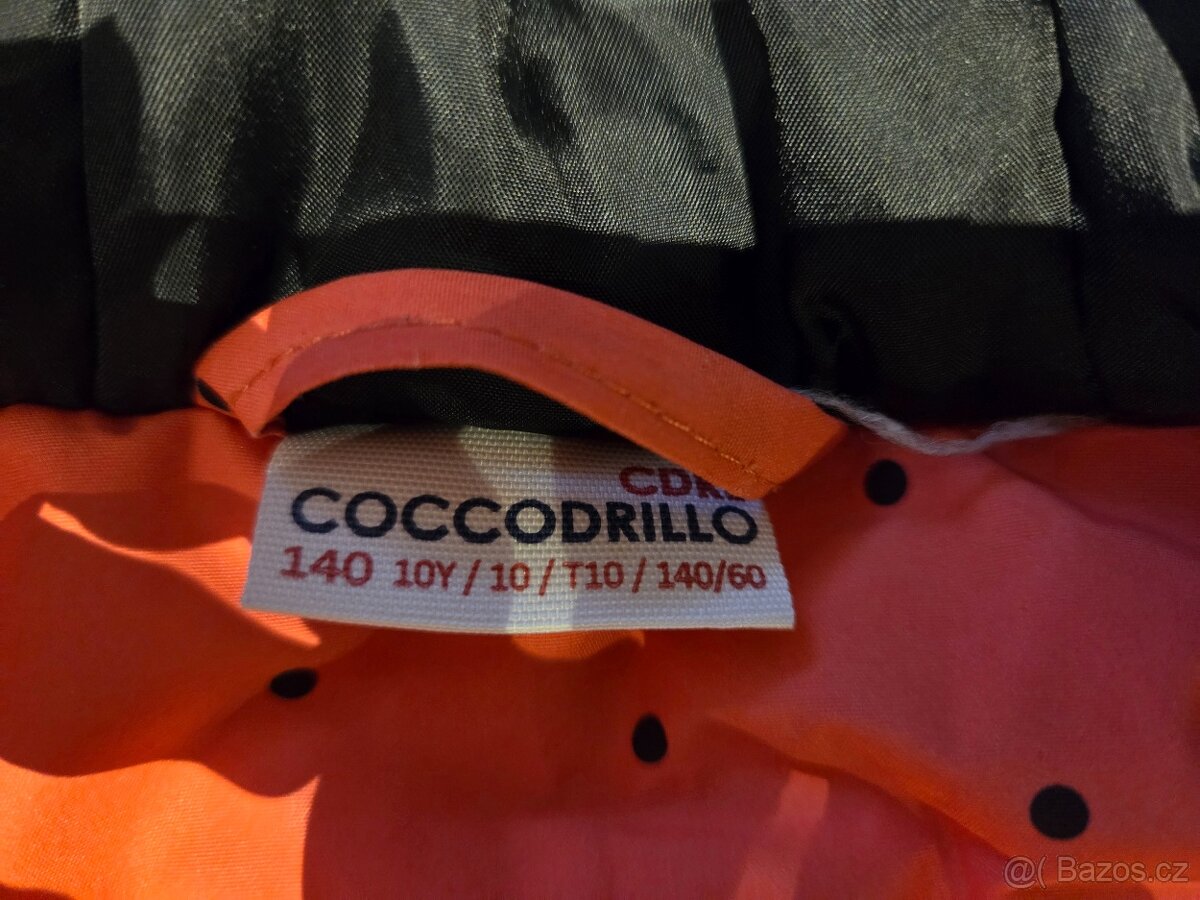 COCCODRILLO
140 10Y / 10 / T10 / 140/60
@( Bazos.cz